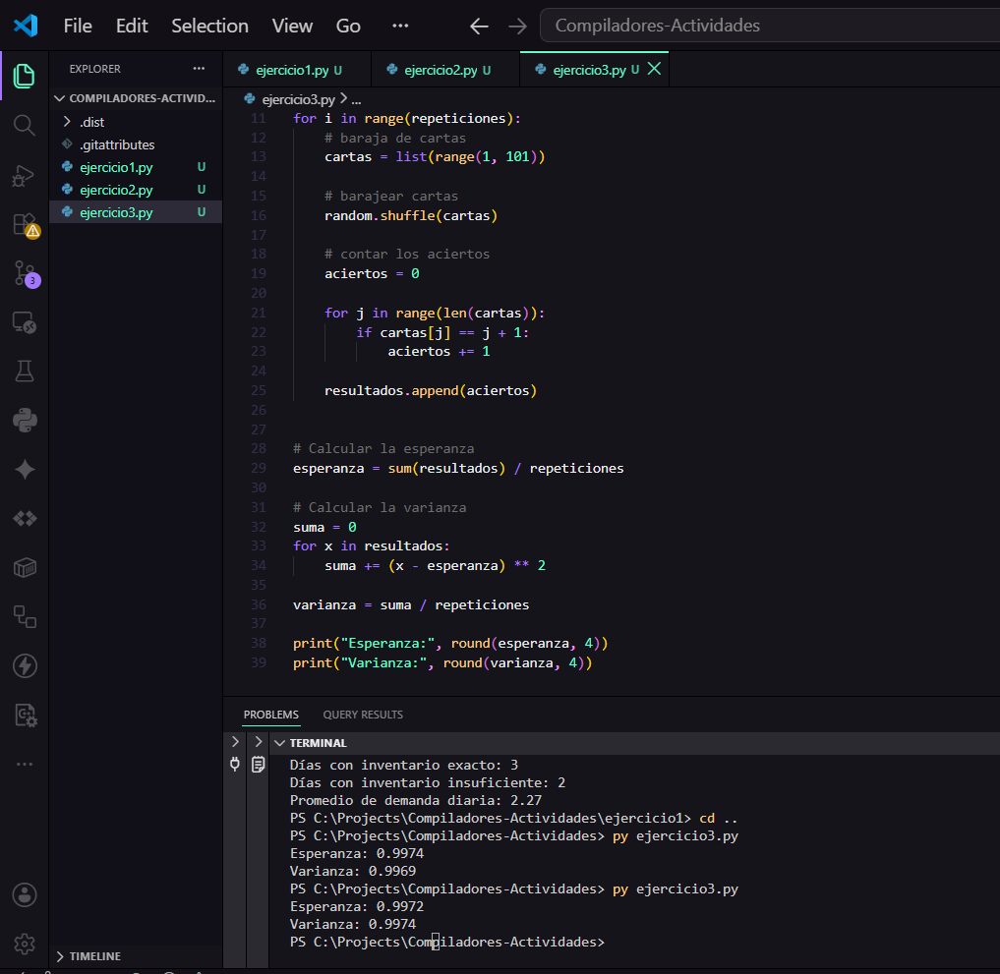 File Edit Selection View Go ··· ← → Compiladores-Actividades
EXPLORER ···
COMPILADORES-ACTIVID...
.dist
.gitattributes
ejercicio1.py U
ejercicio2.py U
ejercicio3.py U
3
TIMELINE
ejercicio1.py U ejercicio2.py U ejercicio3.py U
ejercicio3.py > ...
11 for i in range(repeticiones):
12 # baraja de cartas
13 cartas = list(range(1, 101))
14
15 # barajear cartas
16 random.shuffle(cartas)
17
18 # contar los aciertos
19 aciertos = 0
20
21 for j in range(len(cartas)):
22 if cartas[j] == j + 1:
23 aciertos += 1
24
25 resultados.append(aciertos)
26
27
28 # Calcular la esperanza
29 esperanza = sum(resultados) / repeticiones
30
31 # Calcular la varianza
32 suma = 0
33 for x in resultados:
34 suma += (x - esperanza) ** 2
35
36 varianza = suma / repeticiones
37
38 print("Esperanza:", round(esperanza, 4))
39 print("Varianza:", round(varianza, 4))
PROBLEMS QUERY RESULTS
TERMINAL
Días con inventario exacto: 3
Días con inventario insuficiente: 2
Promedio de demanda diaria: 2.27
PS C:\Projects\Compiladores-Actividades\ejercicio1> cd ..
PS C:\Projects\Compiladores-Actividades> py ejercicio3.py
Esperanza: 0.9974
Varianza: 0.9969
PS C:\Projects\Compiladores-Actividades> py ejercicio3.py
Esperanza: 0.9972
Varianza: 0.9974
PS C:\Projects\Compiladores-Actividades>